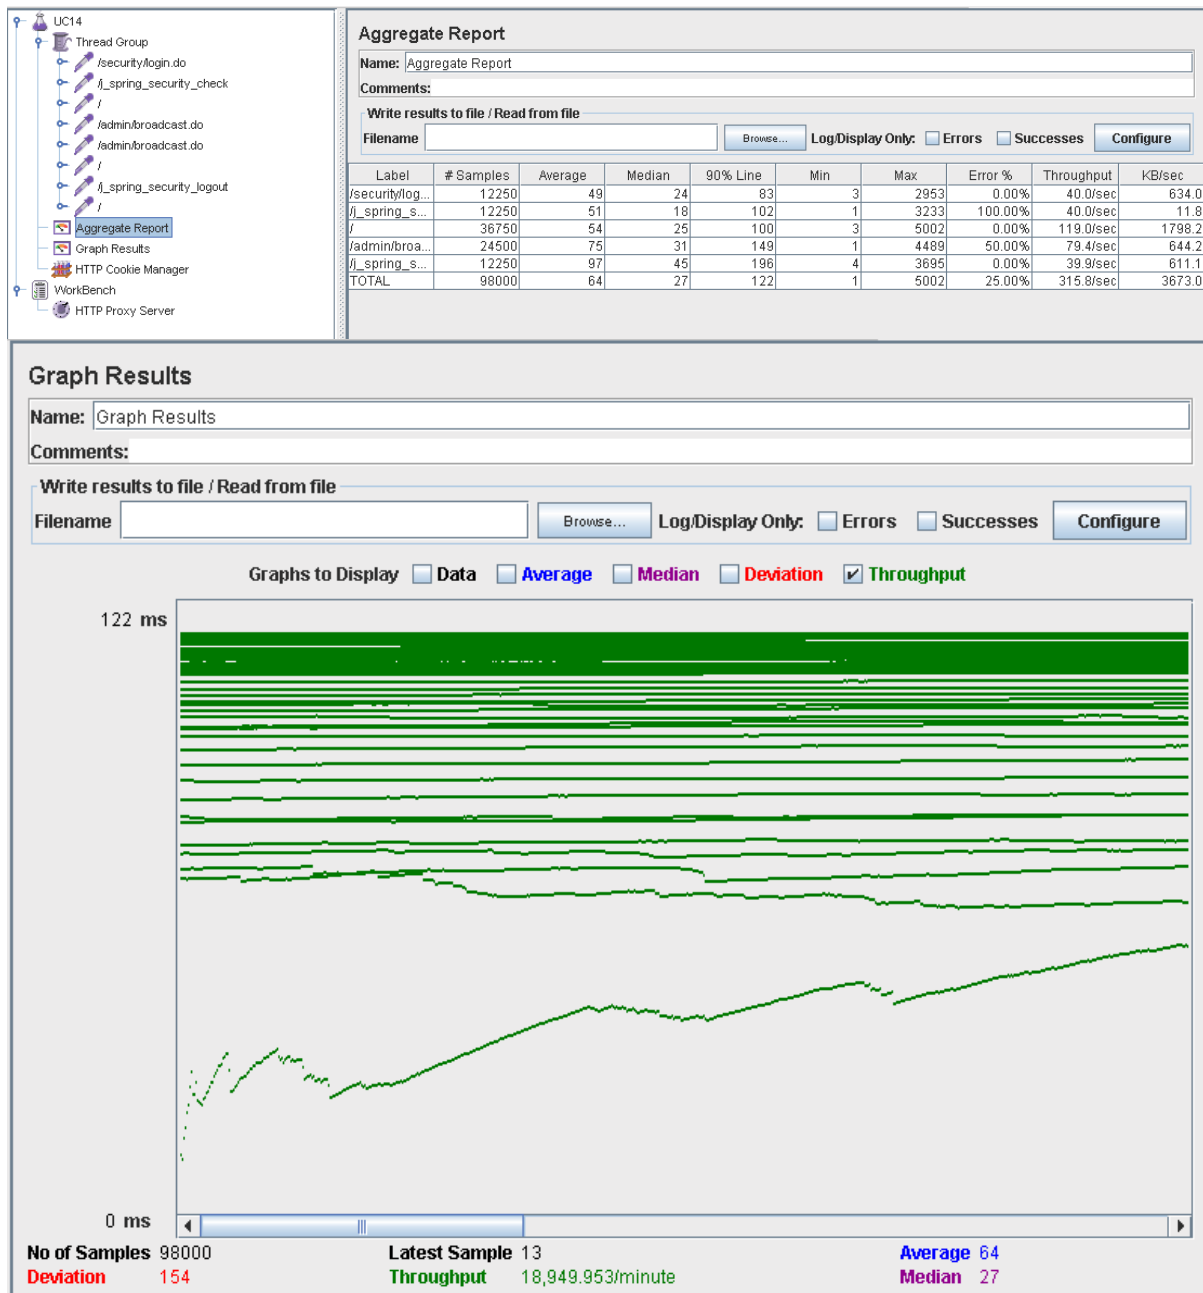 UC14
Thread Group
/security/login.do
/j_spring_security_check
/
/admin/broadcast.do
/admin/broadcast.do
/
/j_spring_security_logout
/
Aggregate Report
Graph Results
HTTP Cookie Manager
WorkBench
HTTP Proxy Server
Aggregate Report
Name: Aggregate Report
Comments:
Write results to file / Read from file
Filename Browse... Log/Display Only: Errors Successes Configure
Label # Samples Average Median 90% Line Min Max Error % Throughput KB/sec
/security/log... 12250 49 24 83 3 2953 0.00% 40.0/sec 634.0
/j_spring_s... 12250 51 18 102 1 3233 100.00% 40.0/sec 11.8
/ 36750 54 25 100 3 5002 0.00% 119.0/sec 1798.2
/admin/broa... 24500 75 31 149 1 4489 50.00% 79.4/sec 644.2
/j_spring_s... 12250 97 45 196 4 3695 0.00% 39.9/sec 611.1
TOTAL 98000 64 27 122 1 5002 25.00% 315.8/sec 3673.0
Graph Results
Name: Graph Results
Comments:
Write results to file / Read from file
Filename Browse... Log/Display Only: Errors Successes Configure
Graphs to Display Data Average Median Deviation Throughput
122 ms
0 ms
No of Samples 98000 Latest Sample 13 Average 64
Deviation 154 Throughput 18,949.953/minute Median 27